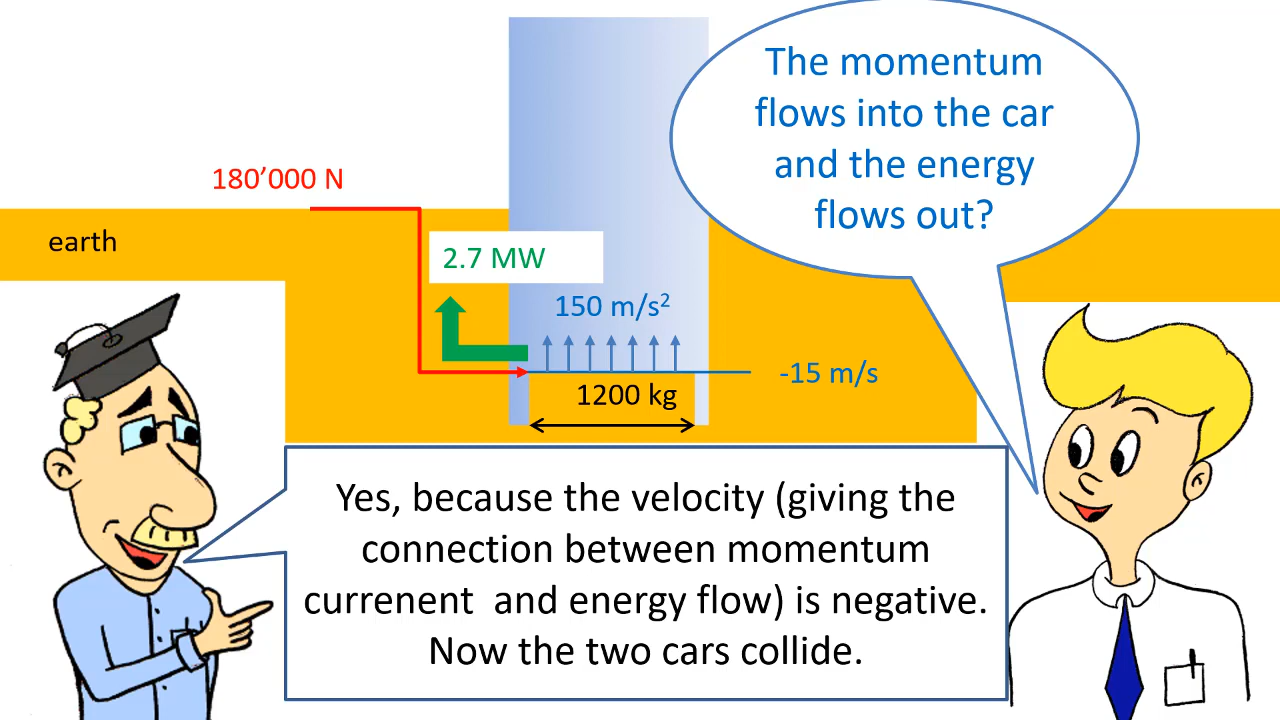 The momentum
flows into the car
and the energy
flows out?
180’000 N
earth
2.7 MW
150 m/s²
-15 m/s
1200 kg
Yes, because the velocity (giving the
connection between momentum
currenent and energy flow) is negative.
Now the two cars collide.